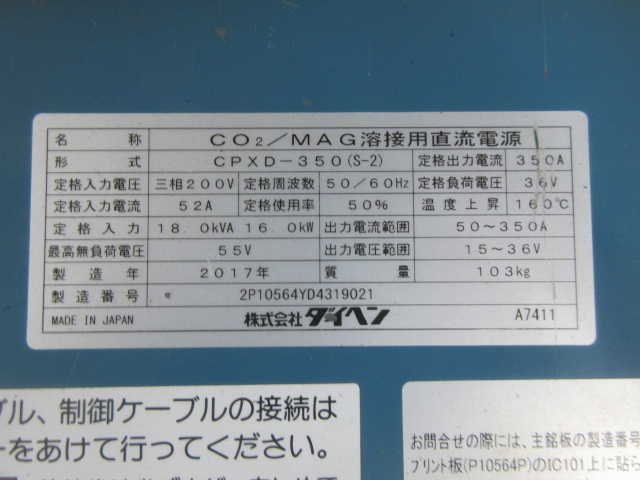 名称 CO₂/MAG溶接用直流電源
形式 CPXD-350(S-2) 定格出力電流 350A
定格入力電圧 三相200V 定格周波数 50/60Hz 定格負荷電圧 36V
定格入力電流 52A 定格使用率 50% 温度上昇 160℃
定格入力 18.0kVA 16.0kW 出力電流範囲 50~350A
最高無負荷電圧 55V 出力電圧範囲 15~36V
製造年 2017年 質量 103kg
製造番号 2P10564YD4319021
MADE IN JAPAN 株式会社ダイヘン A7411
ブル、制御ケーブルの接続は
ーをあけて行ってください。
お問合せの際には、主銘板の製造番号
プリント板(P10564P)のIC101上に貼ら